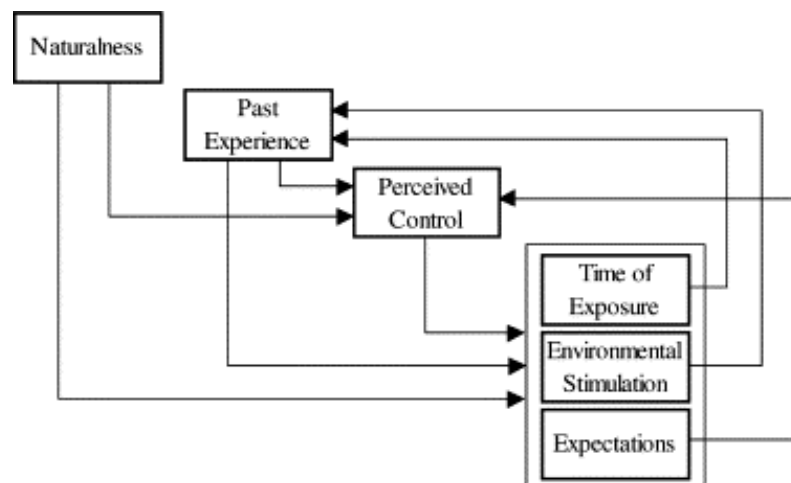 Naturalness
Past
Experience
Perceived
Control
Time of
Exposure
Environmental
Stimulation
Expectations